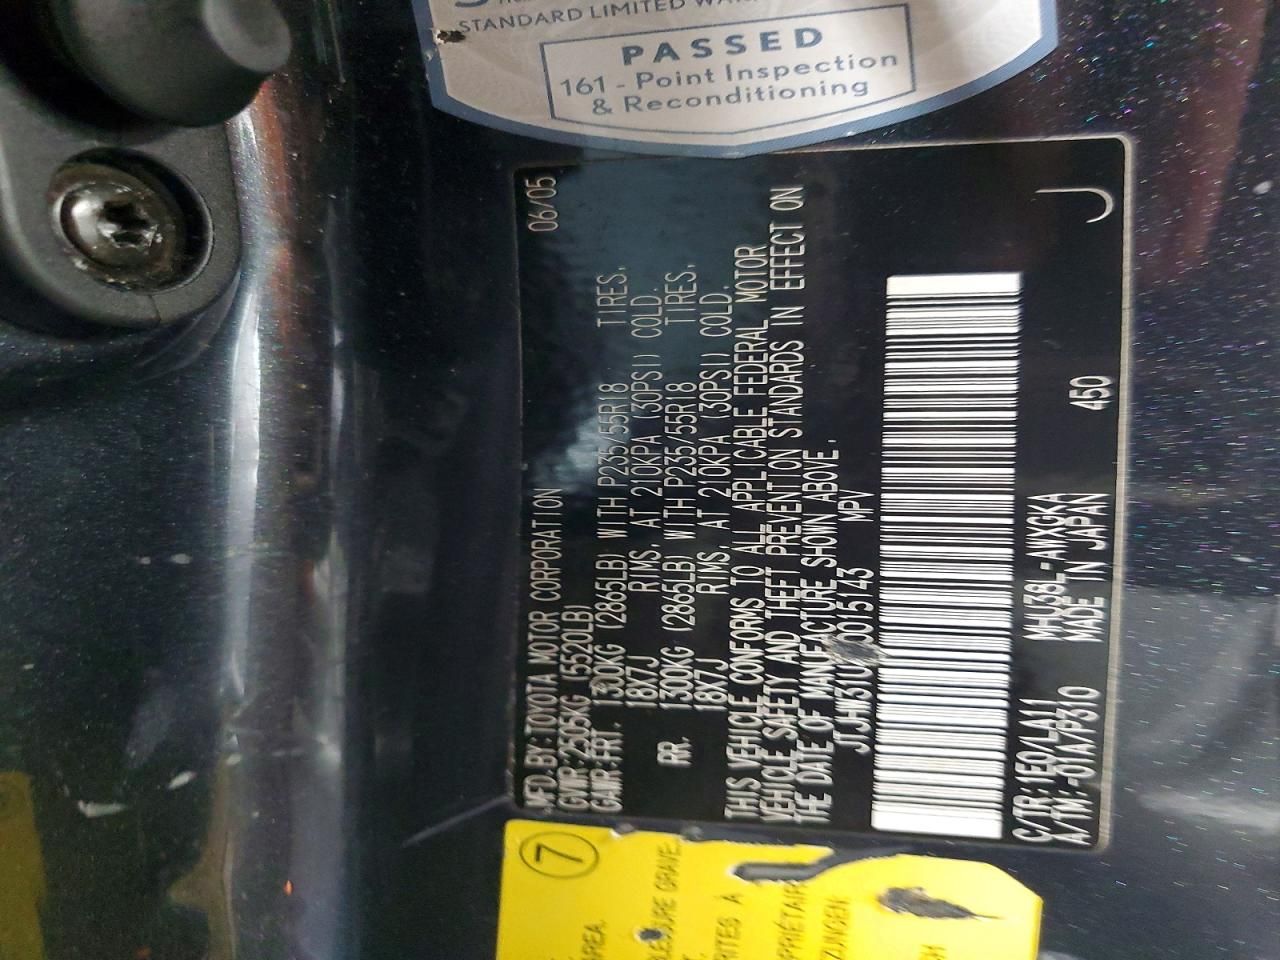 STANDARD LIMITED
PASSED
161 - Point Inspection
& Reconditioning
MFD. BY: TOYOTA MOTOR CORPORATION 06/05
GVWR: 2505KG (5520LB)
GAWR: FRT. 1300KG (2865LB) WITH P235/55R18 TIRES,
18X7J RIMS, AT 210KPA (30PSI) COLD.
RR. 1300KG (2865LB) WITH P235/55R18 TIRES,
18X7J RIMS, AT 210KPA (30PSI) COLD.
THIS VEHICLE CONFORMS TO ALL APPLICABLE FEDERAL MOTOR
VEHICLE SAFETY AND THEFT PREVENTION STANDARDS IN EFFECT ON
THE DATE OF MANUFACTURE SHOWN ABOVE.
MPV
C/TR: 1E0/LA11 MHU38L-AWXGKA 450
A/TM: -01A/P310 MADE IN JAPAN
J
7
AREA.
GRAVE.
À